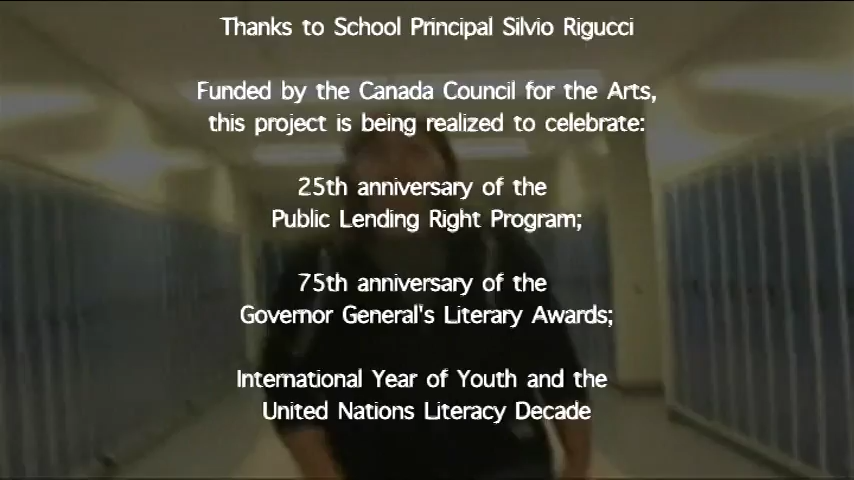 Thanks to School Principal Silvio Rigucci
Funded by the Canada Council for the Arts,
this project is being realized to celebrate:
25th anniversary of the
Public Lending Right Program;
75th anniversary of the
Governor General's Literary Awards;
International Year of Youth and the
United Nations Literacy Decade